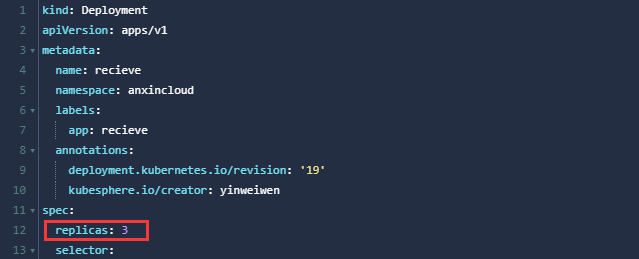 1 kind: Deployment
2 apiVersion: apps/v1
3 metadata:
4 name: recieve
5 namespace: anxincloud
6 labels:
7 app: recieve
8 annotations:
9 deployment.kubernetes.io/revision: '19'
10 kubesphere.io/creator: yinweiwen
11 spec:
12 replicas: 3
13 selector: